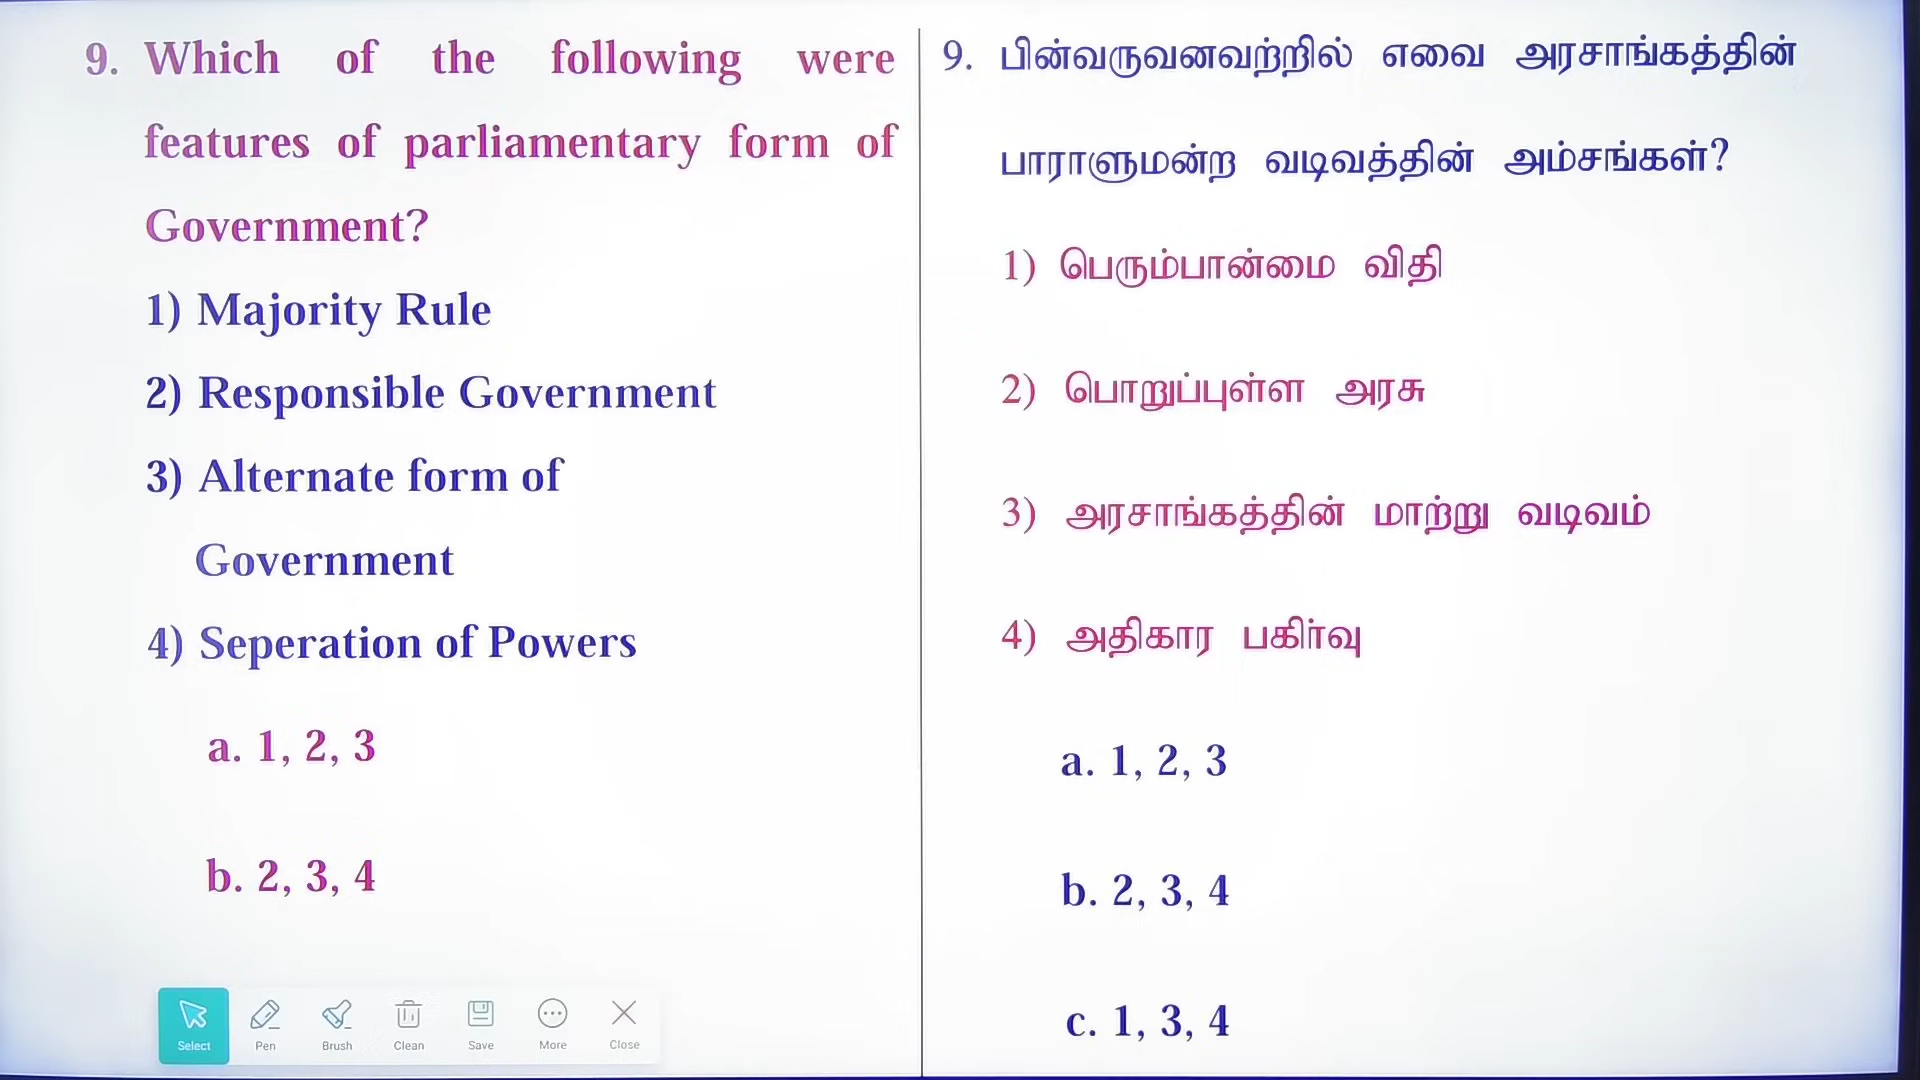 9. Which of the following were
features of parliamentary form of
Government?
1) Majority Rule
2) Responsible Government
3) Alternate form of
Government
4) Seperation of Powers
a. 1, 2, 3
b. 2, 3, 4
9. பின்வருவனவற்றில் எவை அரசாங்கத்தின்
பாராளுமன்ற வடிவத்தின் அம்சங்கள்?
1) பெரும்பான்மை விதி
2) பொறுப்புள்ள அரசு
3) அரசாங்கத்தின் மாற்று வடிவம்
4) அதிகார பகிர்வு
a. 1, 2, 3
b. 2, 3, 4
c. 1, 3, 4
Select Pen Brush Clean Save More Close